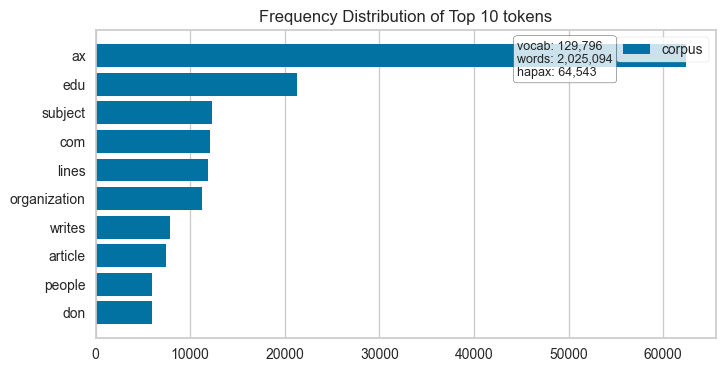 Frequency Distribution of Top 10 tokens
vocab: 129,796
words: 2,025,094
hapax: 64,543
corpus
ax
edu
subject
com
lines
organization
writes
article
people
don
0 10000 20000 30000 40000 50000 60000